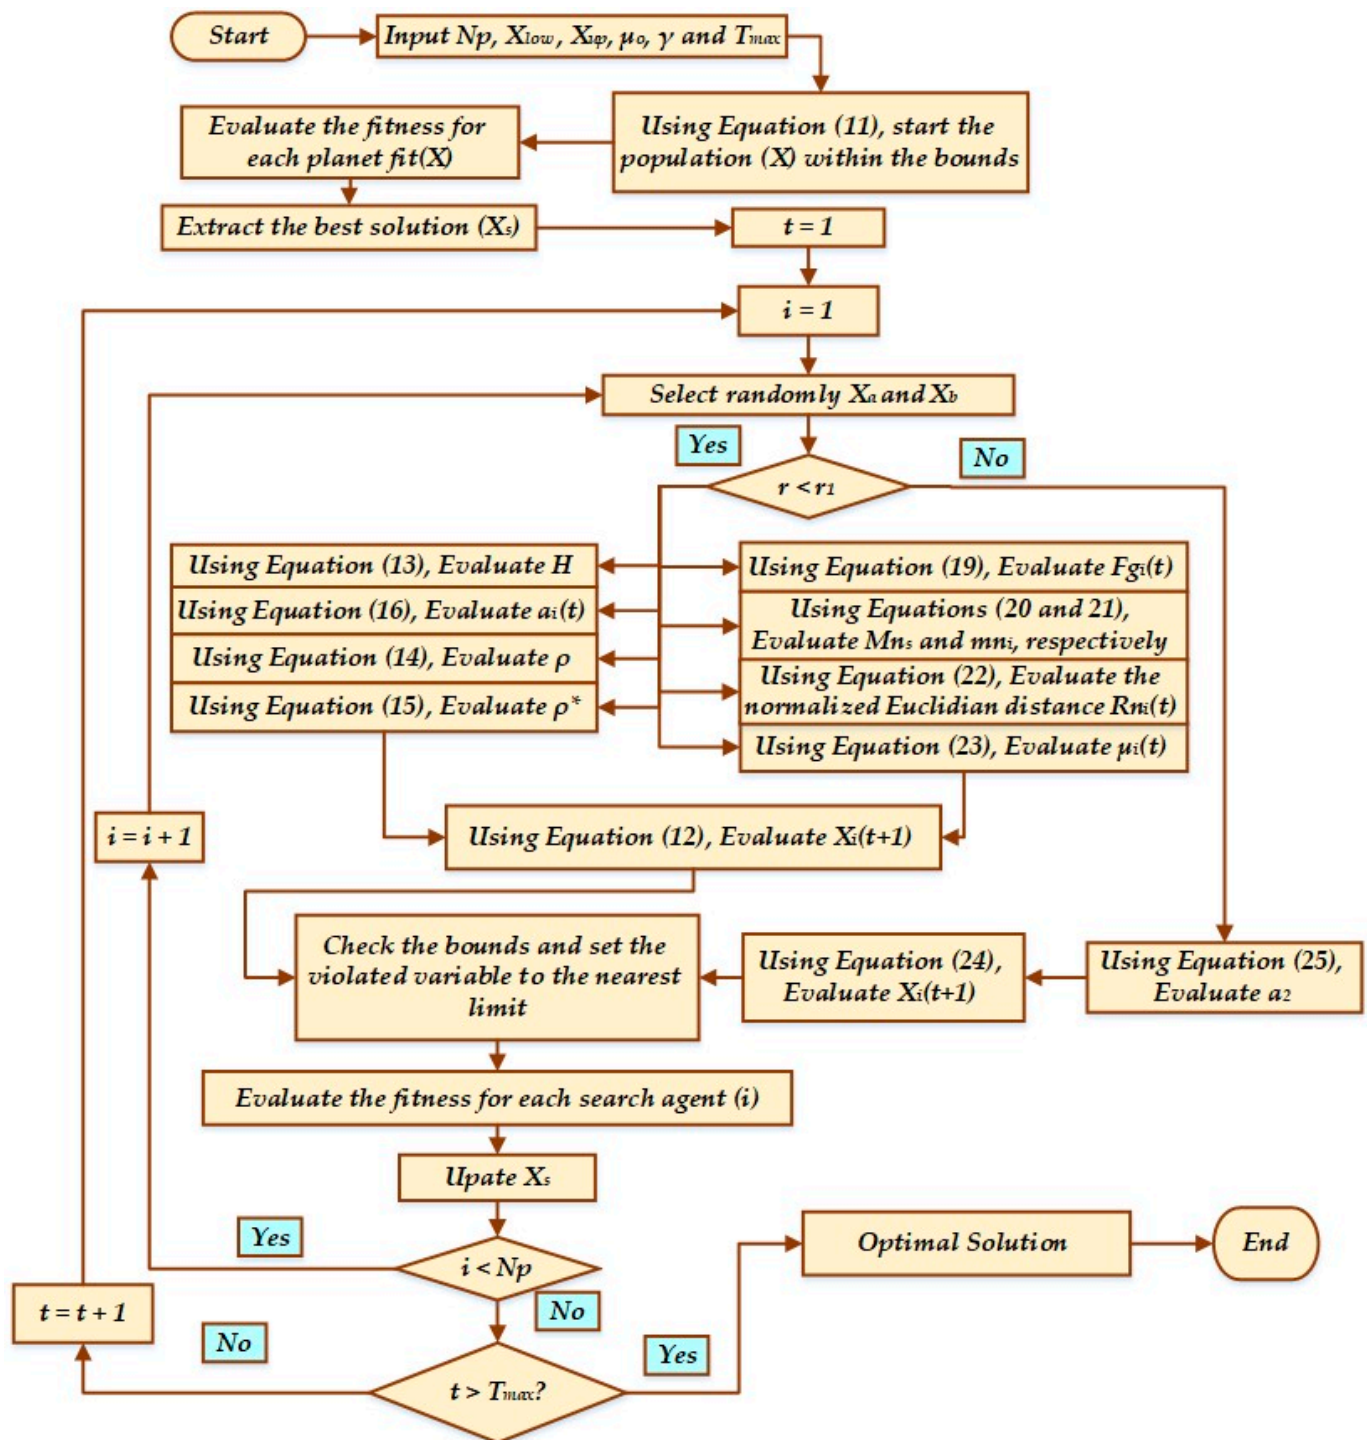 Start
Input Np, Xlow, Xup, μo, γ and Tmax
Using Equation (11), start the
population (X) within the bounds
Evaluate the fitness for
each planet fit(X)
Extract the best solution (Xs)
t = 1
i = 1
Select randomly Xa and Xb
Yes
No
r < r1
Using Equation (13), Evaluate H
Using Equation (16), Evaluate ai(t)
Using Equation (14), Evaluate ρ
Using Equation (15), Evaluate ρ*
Using Equation (19), Evaluate Fgi(t)
Using Equations (20 and 21),
Evaluate Mns and mni, respectively
Using Equation (22), Evaluate the
normalized Euclidian distance Rni(t)
Using Equation (23), Evaluate μi(t)
i = i + 1
Using Equation (12), Evaluate Xi(t+1)
Check the bounds and set the
violated variable to the nearest
limit
Using Equation (24),
Evaluate Xi(t+1)
Using Equation (25),
Evaluate a2
Evaluate the fitness for each search agent (i)
Upate Xs
Yes
i < Np
No
t = t + 1
No
t > Tmax?
Yes
Optimal Solution
End